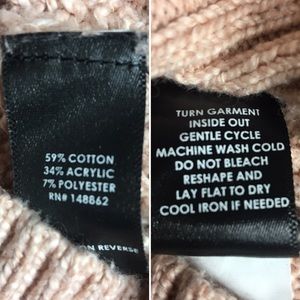 59% COTTON
34% ACRYLIC
7% POLYESTER
RN# 148862
REVERSE
TURN GARMENT
INSIDE OUT
GENTLE CYCLE
MACHINE WASH COLD
DO NOT BLEACH
RESHAPE AND
LAY FLAT TO DRY
COOL IRON IF NEEDED